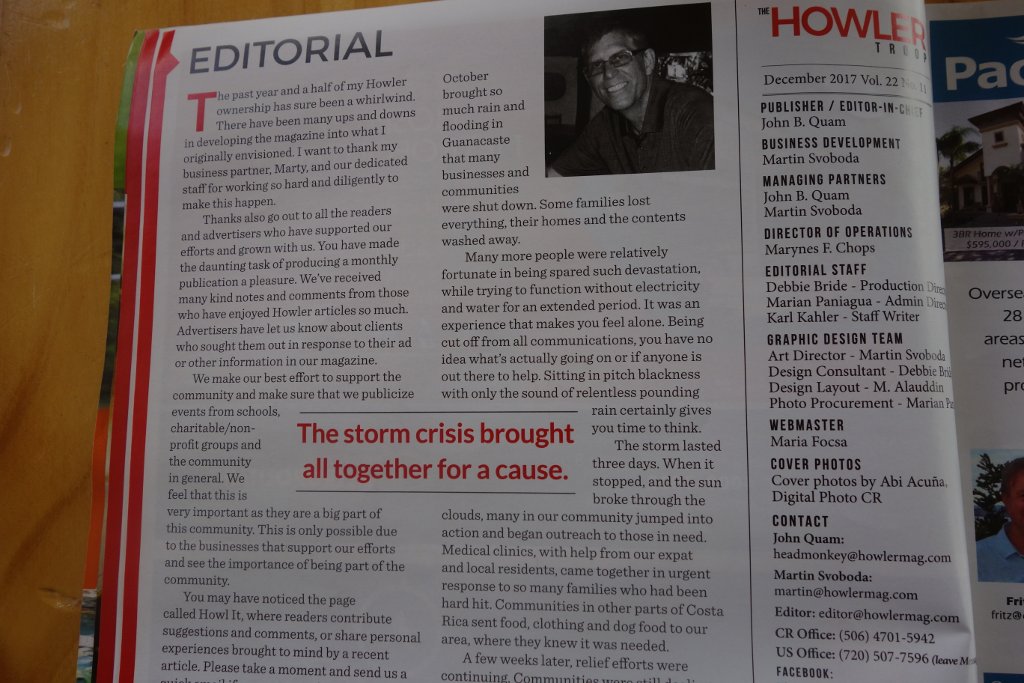 EDITORIAL
The past year and a half of my Howler
ownership has sure been a whirlwind.
There have been many ups and downs
in developing the magazine into what I
originally envisioned. I want to thank my
business partner, Marty, and our dedicated
staff for working so hard and diligently to
make this happen.
Thanks also go out to all the readers
and advertisers who have supported our
efforts and grown with us. You have made
the daunting task of producing a monthly
publication a pleasure. We've received
many kind notes and comments from those
who have enjoyed Howler articles so much.
Advertisers have let us know about clients
who sought them out in response to their ad
or other information in our magazine.
We make our best effort to support the
community and make sure that we publicize
events from schools,
charitable/non-
profit groups and
the community
in general. We
feel that this is
very important as they are a big part of
this community. This is only possible due
to the businesses that support our efforts
and see the importance of being part of the
community.
You may have noticed the page
called Howl It, where readers contribute
suggestions and comments, or share personal
experiences brought to mind by a recent
article. Please take a moment and send us a
The storm crisis brought
all together for a cause.
October
brought so
much rain and
flooding in
Guanacaste
that many
businesses and
communities
were shut down. Some families lost
everything, their homes and the contents
washed away.
Many more people were relatively
fortunate in being spared such devastation,
while trying to function without electricity
and water for an extended period. It was an
experience that makes you feel alone. Being
cut off from all communications, you have no
idea what's actually going on or if anyone is
out there to help. Sitting in pitch blackness
with only the sound of relentless pounding
rain certainly gives
you time to think.
The storm lasted
three days. When it
stopped, and the sun
broke through the
clouds, many in our community jumped into
action and began outreach to those in need.
Medical clinics, with help from our expat
and local residents, came together in urgent
response to so many families who had been
hard hit. Communities in other parts of Costa
Rica sent food, clothing and dog food to our
area, where they knew it was needed.
A few weeks later, relief efforts were
continuing. Communities were still
THE HOWLER
TROOP
December 2017 Vol. 22 No. 11
PUBLISHER / EDITOR-IN-CHIEF
John B. Quam
BUSINESS DEVELOPMENT
Martin Svoboda
MANAGING PARTNERS
John B. Quam
Martin Svoboda
DIRECTOR OF OPERATIONS
Marynes F. Chops
EDITORIAL STAFF
Debbie Bride - Production Direc
Marian Paniagua - Admin Direc
Karl Kahler - Staff Writer
GRAPHIC DESIGN TEAM
Art Director - Martin Svoboda
Design Consultant - Debbie Bri
Design Layout - M. Alauddin
Photo Procurement - Marian Pa
WEBMASTER
Maria Focsa
COVER PHOTOS
Cover photos by Abi Acuña,
Digital Photo CR
CONTACT
John Quam:
headmonkey@howlermag.com
Martin Svoboda:
martin@howlermag.com
Editor: editor@howlermag.com
CR Office: (506) 4701-5942
US Office: (720) 507-7596 (leave
FACEBOOK:
Pac
3BR Home w/P
$595,000 /
Overse
28
areas
net
pro
Fri
fritz@